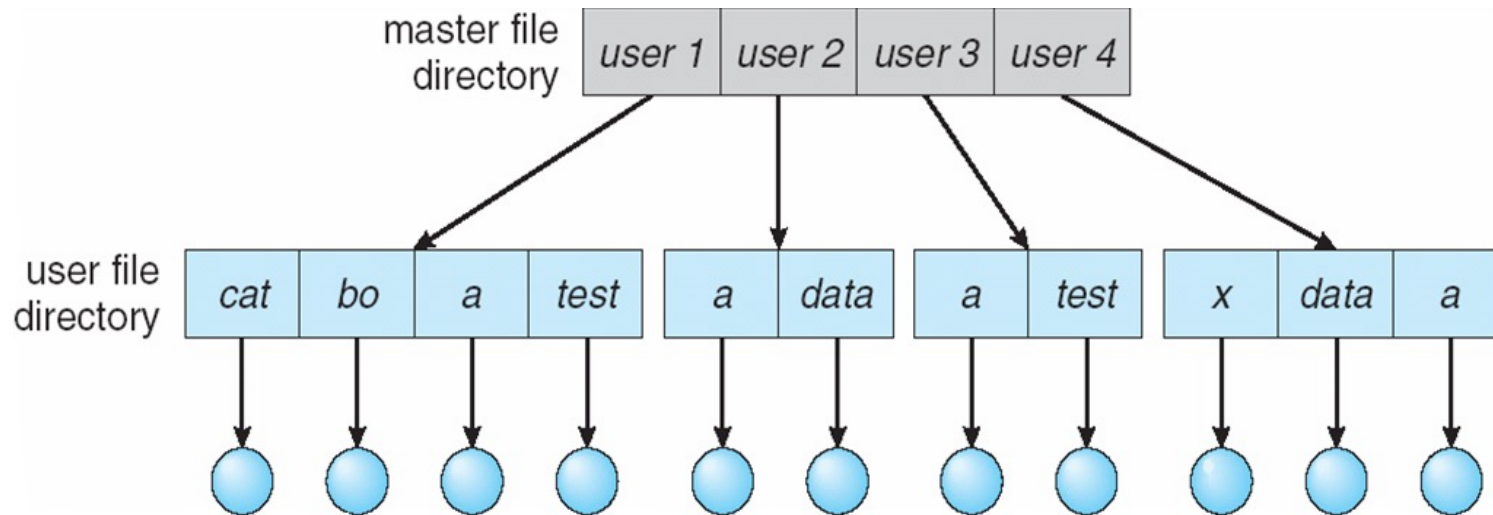 master file
directory
user 1 user 2 user 3 user 4
user file
directory
cat bo a test a data a test x data a